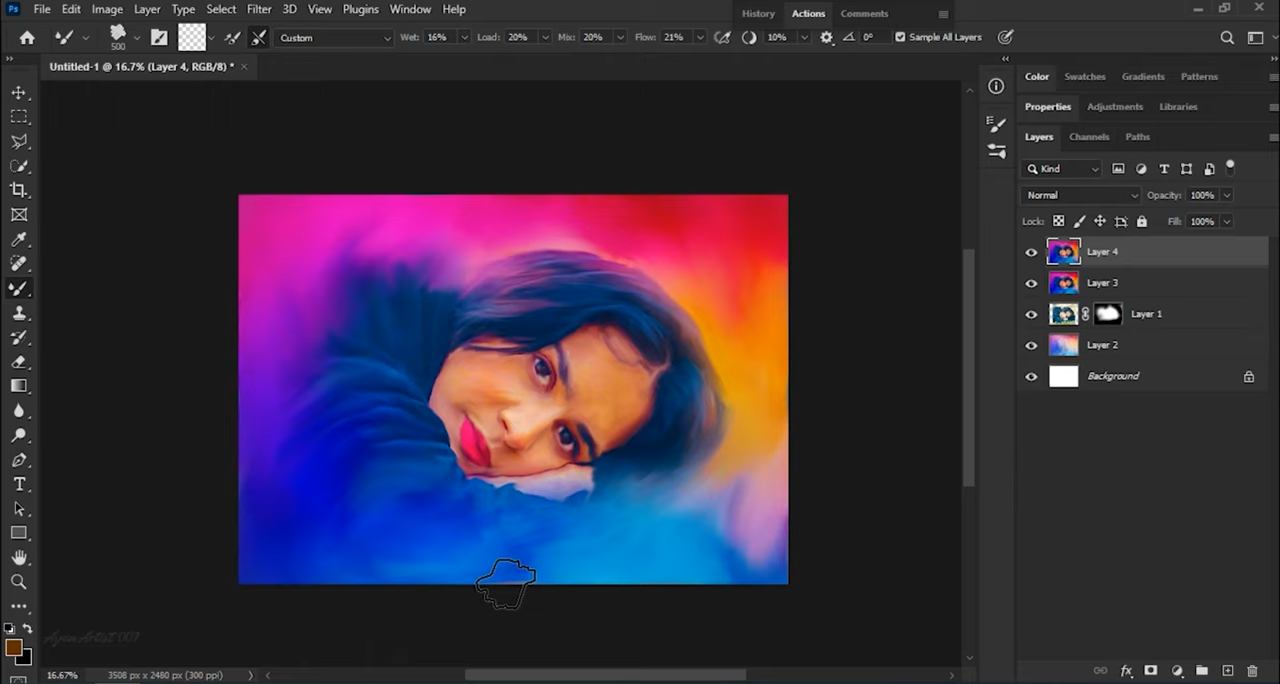 Ps File Edit Image Layer Type Select Filter 3D View Plugins Window Help
History Actions Comments
500 Custom Wet: 16% Load: 20% Mix: 20% Flow: 21% 10% 0° Sample All Layers
Untitled-1 @ 16.7% (Layer 4, RGB/8) * ×
Color Swatches Gradients Patterns
Properties Adjustments Libraries
Layers Channels Paths
Kind
Normal Opacity: 100%
Lock: Fill: 100%
Layer 4
Layer 3
Layer 1
Layer 2
Background
16.67% 3508 px x 2480 px (300 ppi)